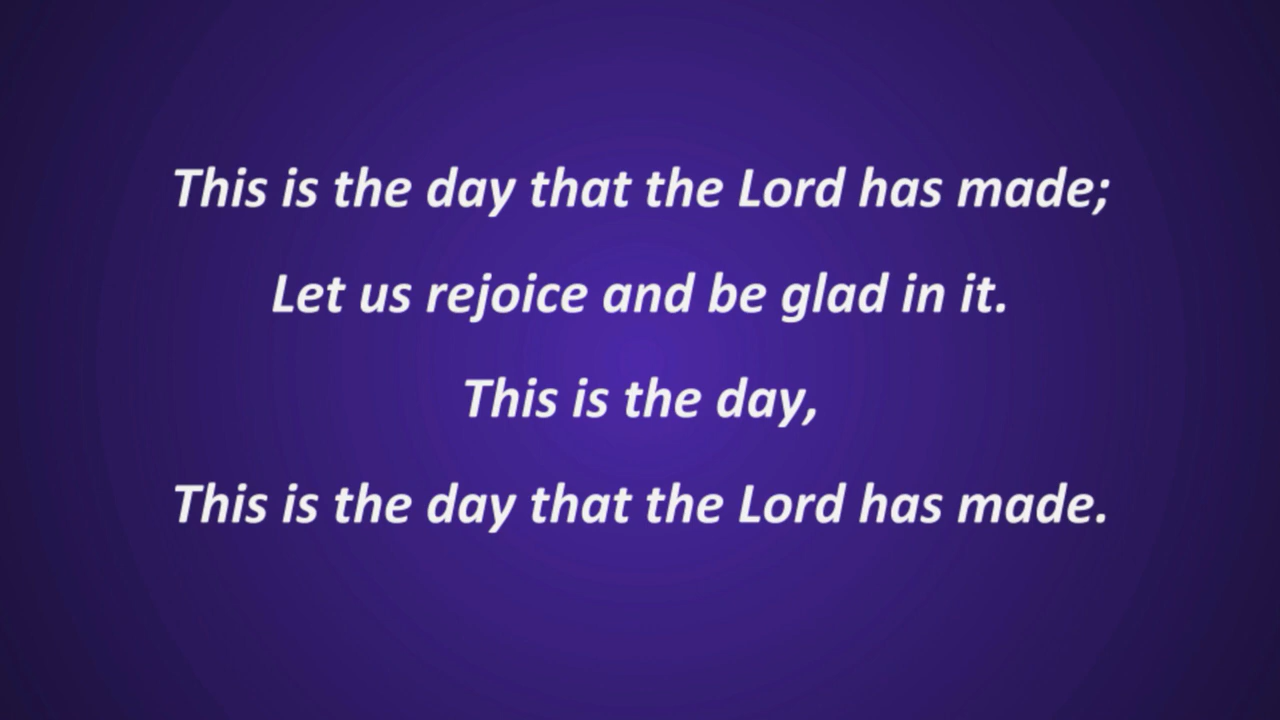 This is the day that the Lord has made;
Let us rejoice and be glad in it.
This is the day,
This is the day that the Lord has made.